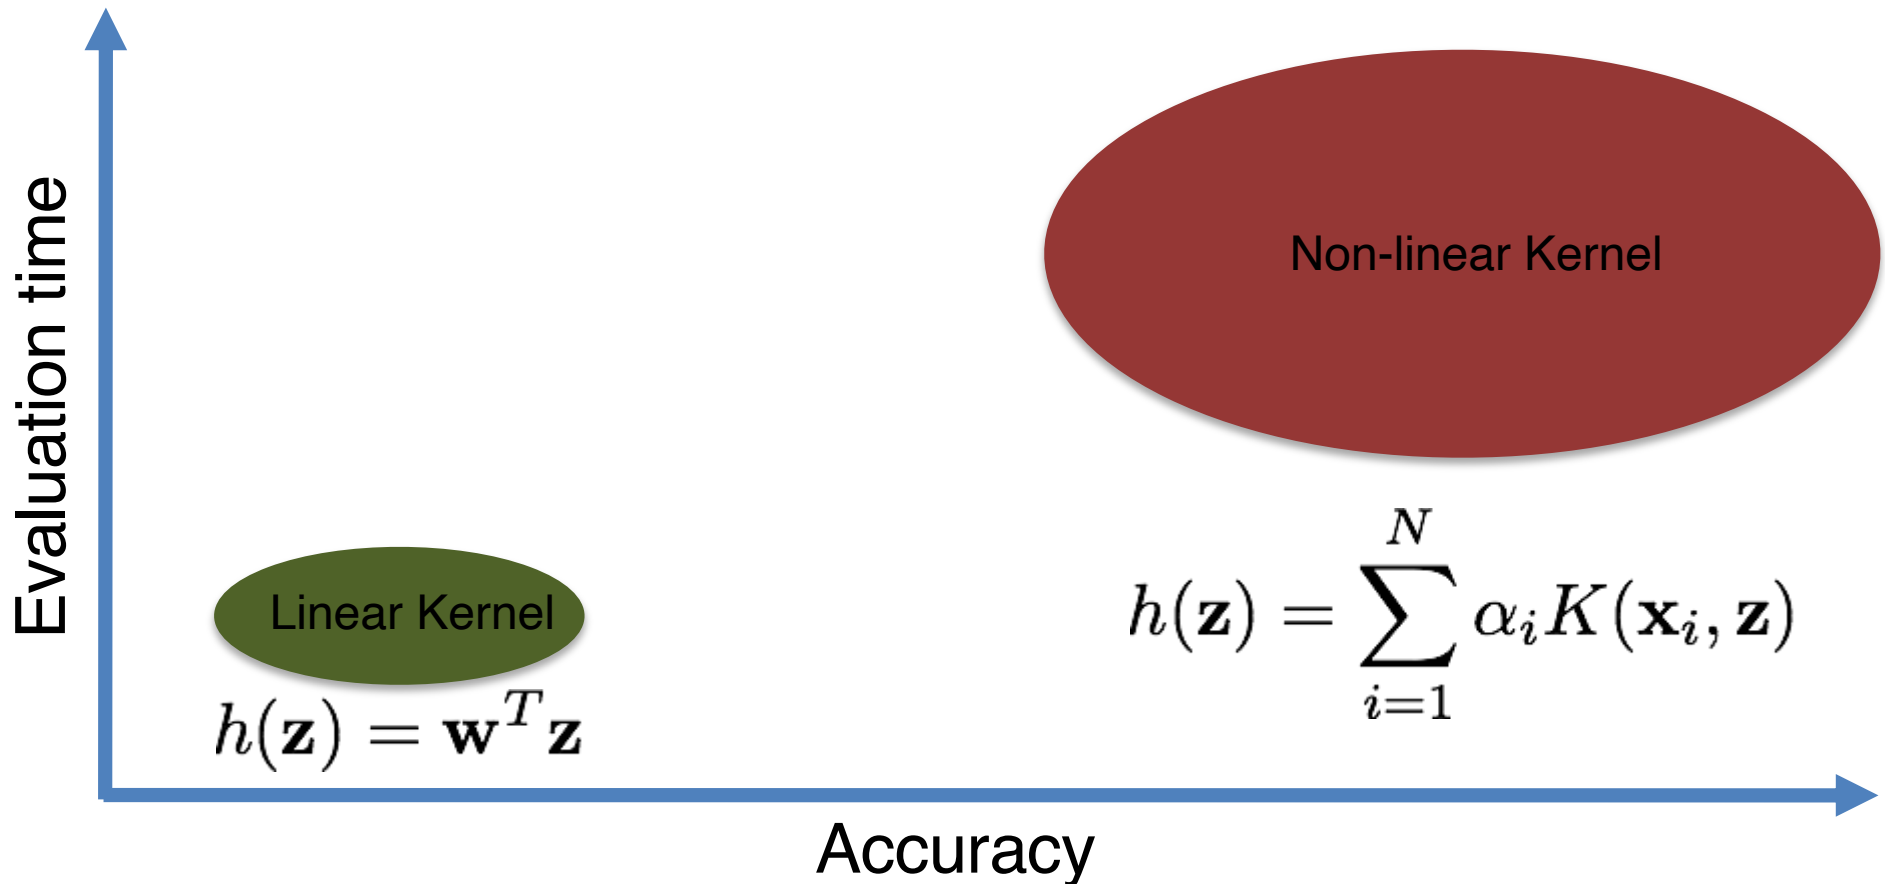 Evaluation time
Non-linear Kernel
Linear Kernel
h(𝐳) = 𝐰^T 𝐳
h(𝐳) = ∑_{i=1}^{N} α_i K(𝐱_i, 𝐳)
Accuracy